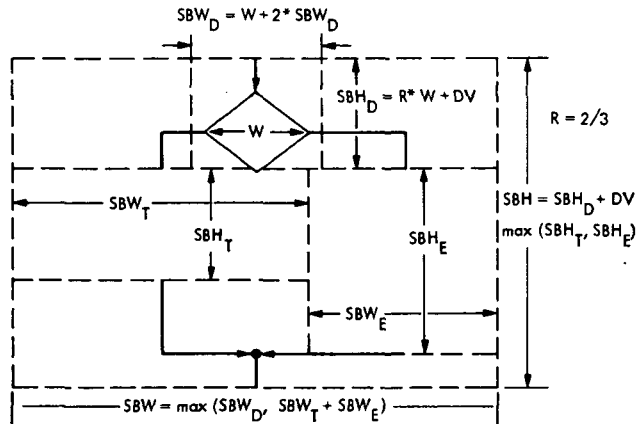 SBW_D = W + 2* SBW_D
SBH_D = R* W + DV
R = 2/3
W
SBW_T
SBH_T
SBH_E
SBH = SBH_D + DV
max (SBH_T, SBH_E)
SBW_E
SBW = max (SBW_D, SBW_T + SBW_E)